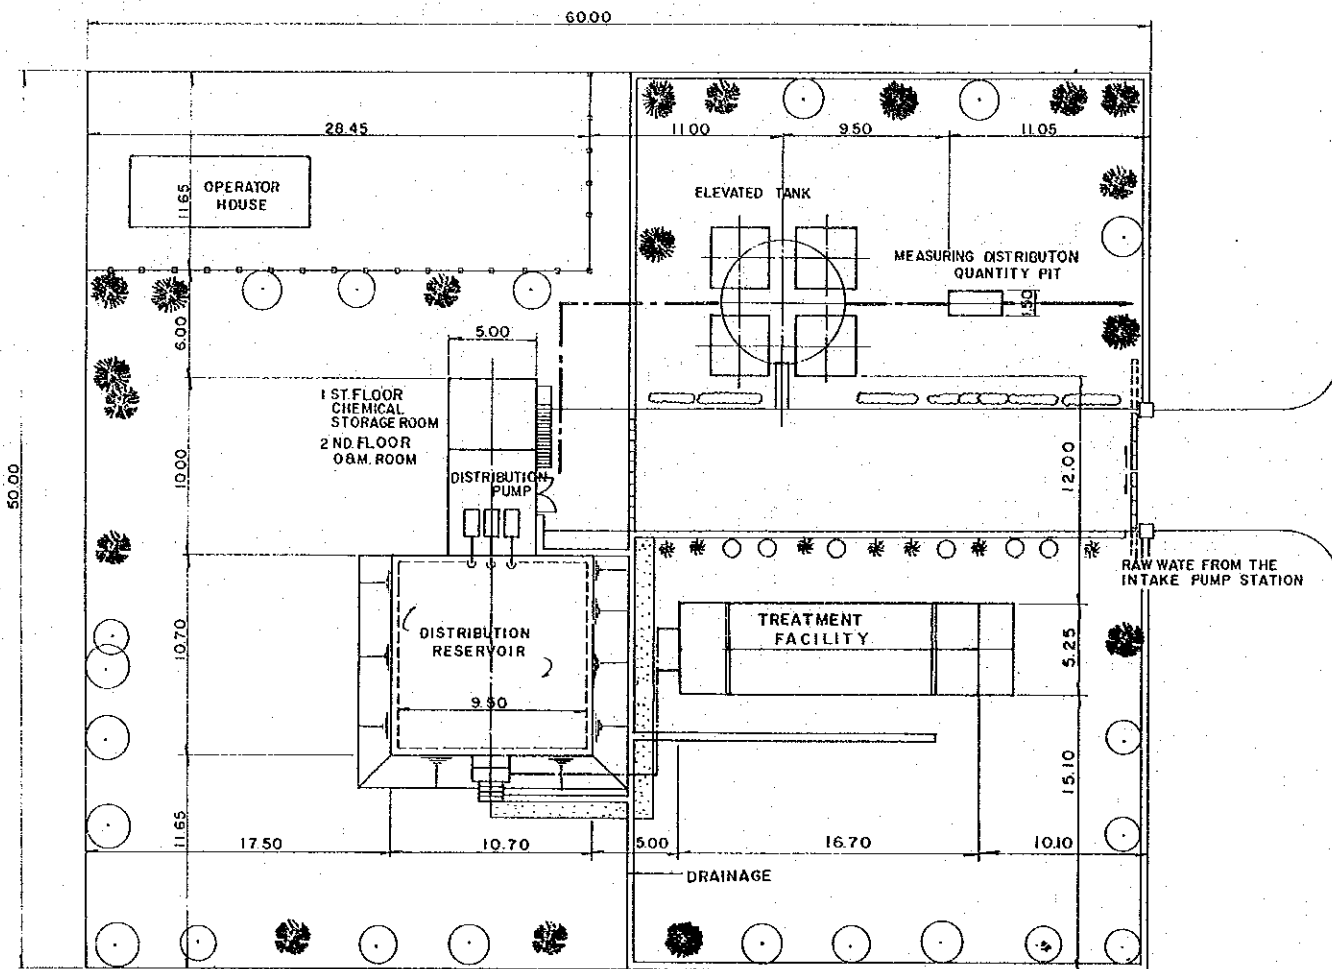 60.00
28.45
11.00
9.50
11.05
OPERATOR
HOUSE
11.65
ELEVATED TANK
MEASURING DISTRIBUTON
QUANTITY PIT
1.50
6.00
5.00
1 ST. FLOOR
CHEMICAL
STORAGE ROOM
2 ND. FLOOR
O&M. ROOM
DISTRIBUTION
PUMP
10.00
12.00
50.00
RAW WATE FROM THE
INTAKE PUMP STATION
TREATMENT
FACILITY
DISTRIBUTION
RESERVOIR
10.70
5.25
9.50
15.10
11.65
17.50
10.70
5.00
16.70
10.10
DRAINAGE